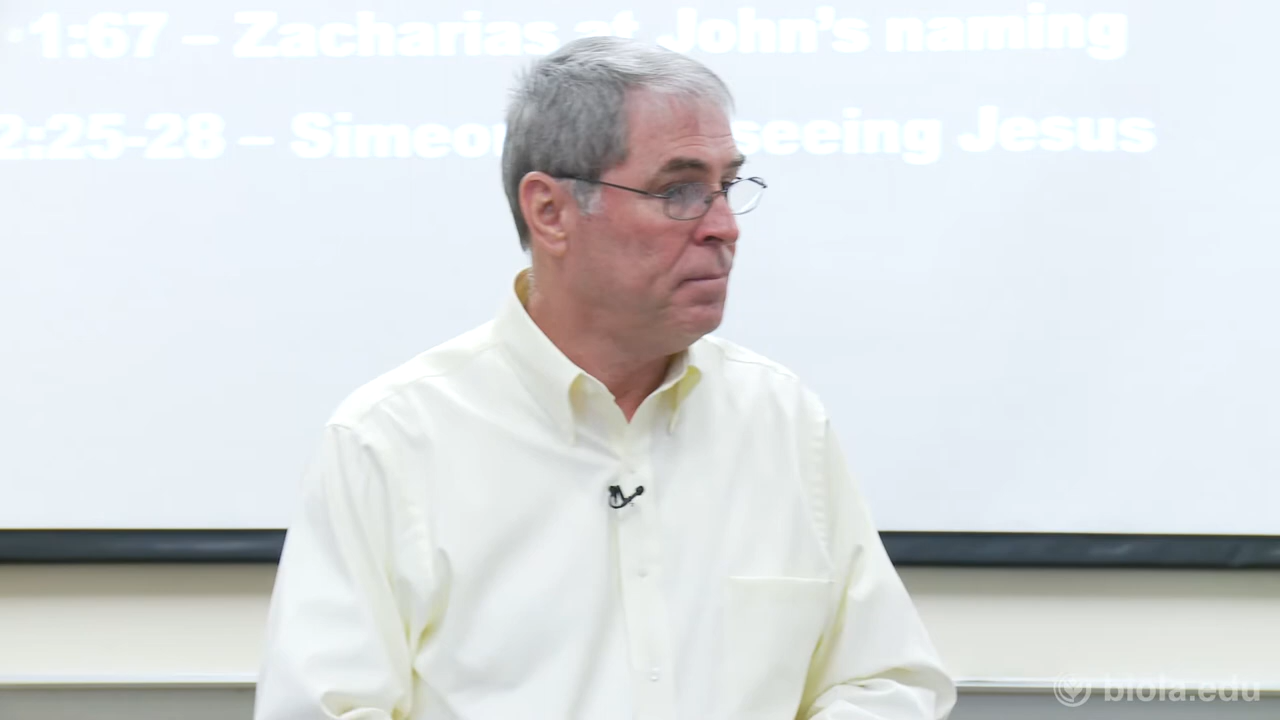 1:67 – Zacharias at John's naming
2:25-28 – Simeon seeing Jesus
biola.edu